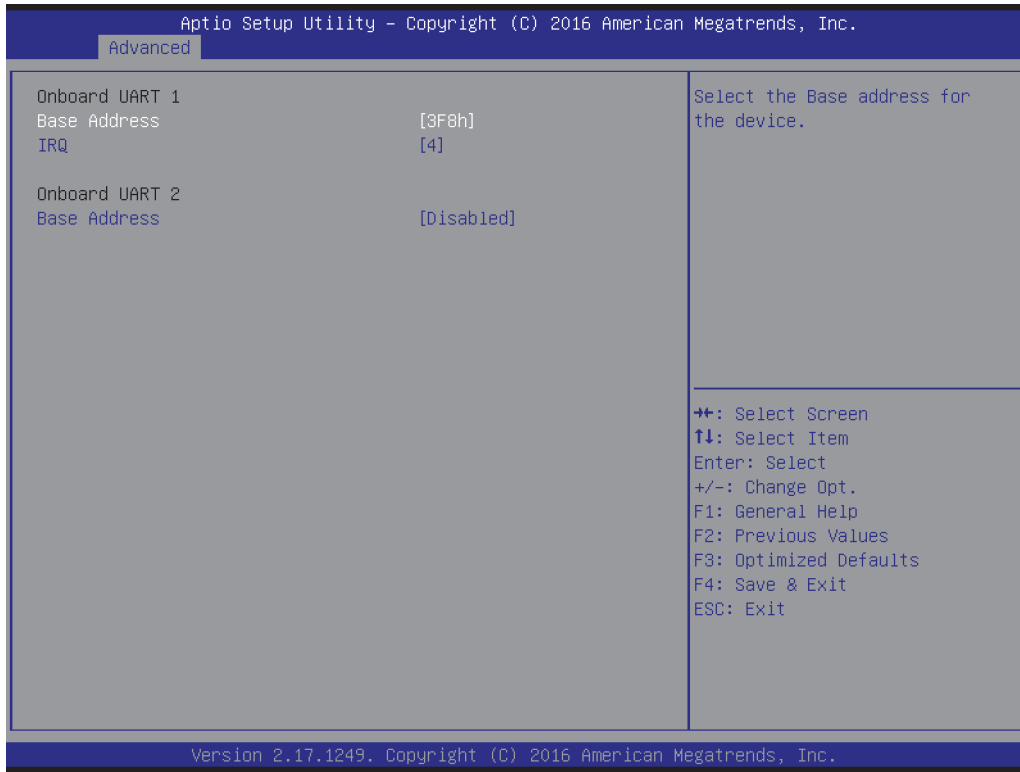 Aptio Setup Utility – Copyright (C) 2016 American Megatrends, Inc.
Advanced
Onboard UART 1
Base Address [3F8h]
IRQ [4]
Onboard UART 2
Base Address [Disabled]
Select the Base address for
the device.
→←: Select Screen
↑↓: Select Item
Enter: Select
+/-: Change Opt.
F1: General Help
F2: Previous Values
F3: Optimized Defaults
F4: Save & Exit
ESC: Exit
Version 2.17.1249. Copyright (C) 2016 American Megatrends, Inc.